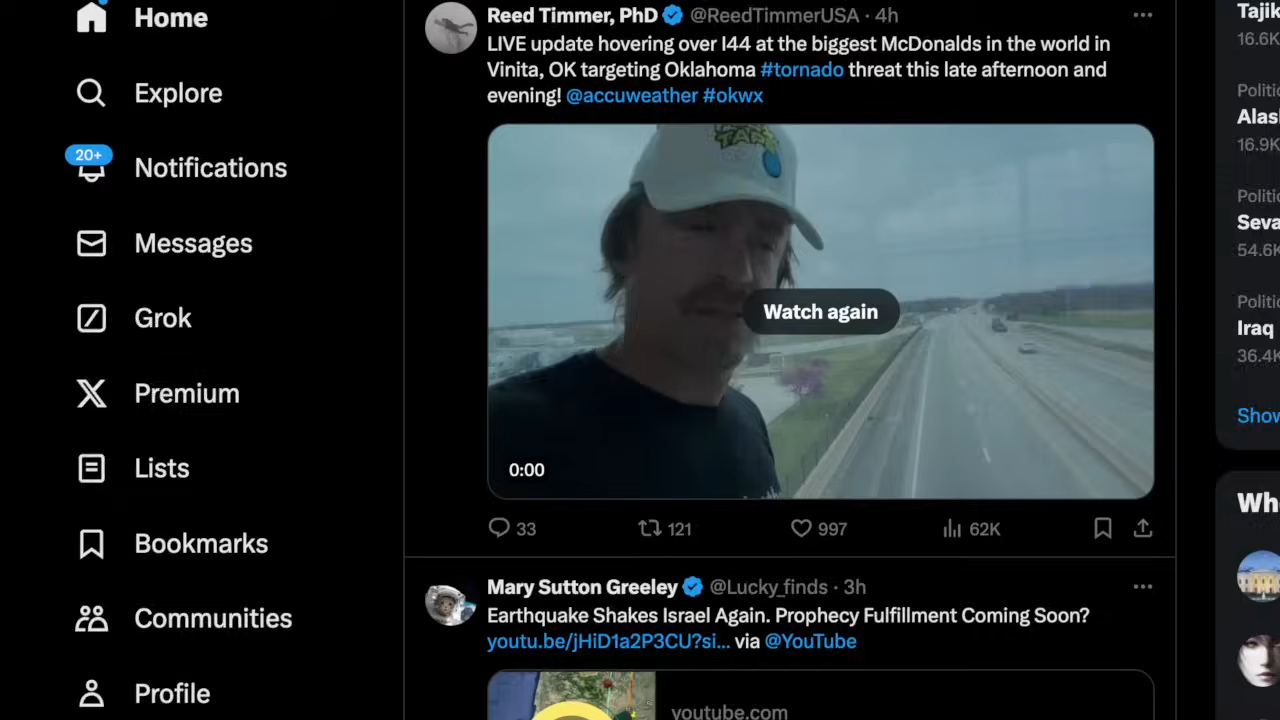 Home
Explore
20+
Notifications
Messages
Grok
Premium
Lists
Bookmarks
Communities
Profile
Reed Timmer, PhD @ReedTimmerUSA · 4h
LIVE update hovering over I44 at the biggest McDonalds in the world in
Vinita, OK targeting Oklahoma #tornado threat this late afternoon and
evening! @accuweather #okwx
Watch again
0:00
33 121 997 62K
Mary Sutton Greeley @Lucky_finds · 3h
Earthquake Shakes Israel Again. Prophecy Fulfillment Coming Soon?
youtu.be/jHiD1a2P3CU?si... via @YouTube
youtube.com
Tajik
16.6K
Politic
Alas
16.9K
Politi
Seva
54.6K
Politi
Iraq
36.4K
Show
Wh